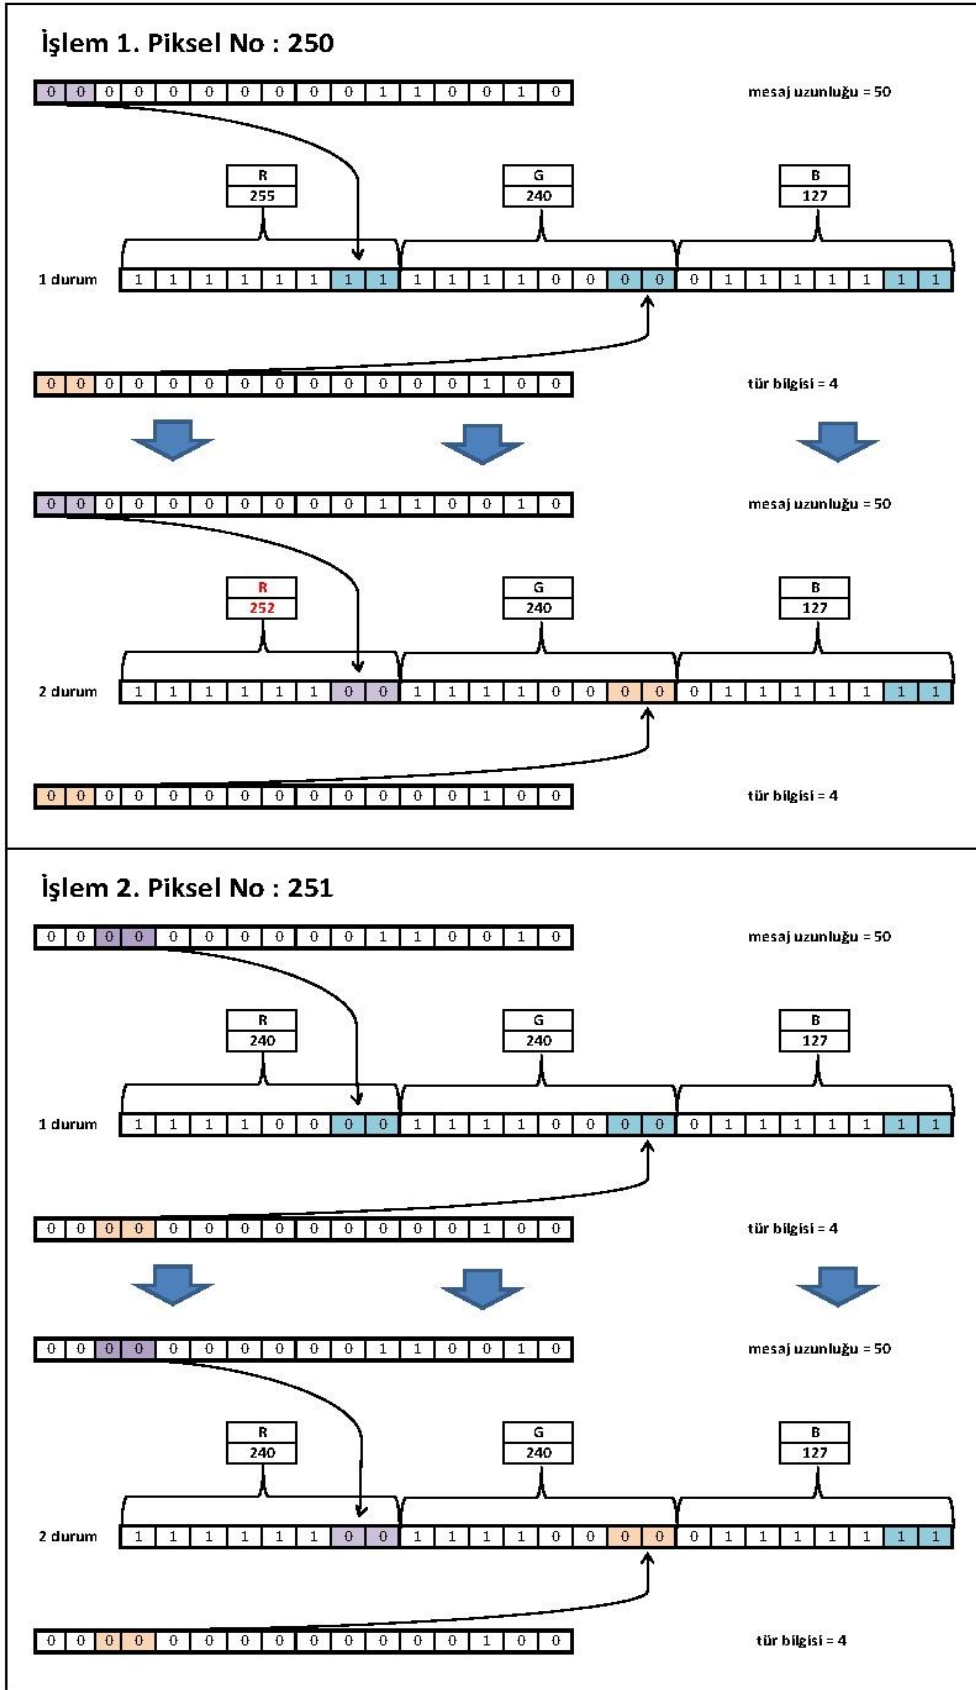 İşlem 1. Piksel No : 250
0 0 0 0 0 0 0 0 0 0 1 1 0 0 1 0 mesaj uzunluğu = 50
R G B
255 240 127
1 durum 1 1 1 1 1 1 1 1 1 1 1 1 0 0 0 0 0 1 1 1 1 1 1 1
0 0 0 0 0 0 0 0 0 0 0 0 0 1 0 0 tür bilgisi = 4
0 0 0 0 0 0 0 0 0 0 1 1 0 0 1 0 mesaj uzunluğu = 50
R G B
252 240 127
2 durum 1 1 1 1 1 1 0 0 1 1 1 1 0 0 0 0 0 1 1 1 1 1 1 1
0 0 0 0 0 0 0 0 0 0 0 0 0 1 0 0 tür bilgisi = 4
İşlem 2. Piksel No : 251
0 0 0 0 0 0 0 0 0 0 1 1 0 0 1 0 mesaj uzunluğu = 50
R G B
240 240 127
1 durum 1 1 1 1 0 0 0 0 1 1 1 1 0 0 0 0 0 1 1 1 1 1 1 1
0 0 0 0 0 0 0 0 0 0 0 0 0 1 0 0 tür bilgisi = 4
0 0 0 0 0 0 0 0 0 0 1 1 0 0 1 0 mesaj uzunluğu = 50
R G B
240 240 127
2 durum 1 1 1 1 1 1 0 0 1 1 1 1 0 0 0 0 0 1 1 1 1 1 1 1
0 0 0 0 0 0 0 0 0 0 0 0 0 1 0 0 tür bilgisi = 4